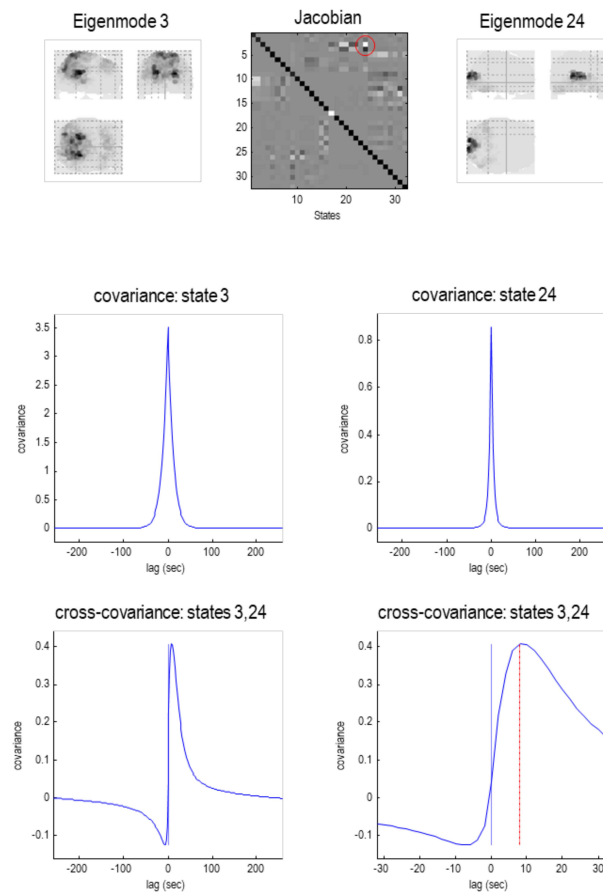 Eigenmode 3
Jacobian
Eigenmode 24
5
10
15
20
25
30
10 20 30
States
covariance: state 3
3.5
3
2.5
2
1.5
1
0.5
0
covariance
-200 -100 0 100 200
lag (sec)
covariance: state 24
0.8
0.6
0.4
0.2
0
covariance
-200 -100 0 100 200
lag (sec)
cross-covariance: states 3,24
0.4
0.3
0.2
0.1
0
-0.1
covariance
-200 -100 0 100 200
lag (sec)
cross-covariance: states 3,24
0.4
0.3
0.2
0.1
0
-0.1
covariance
-30 -20 -10 0 10 20 30
lag (sec)